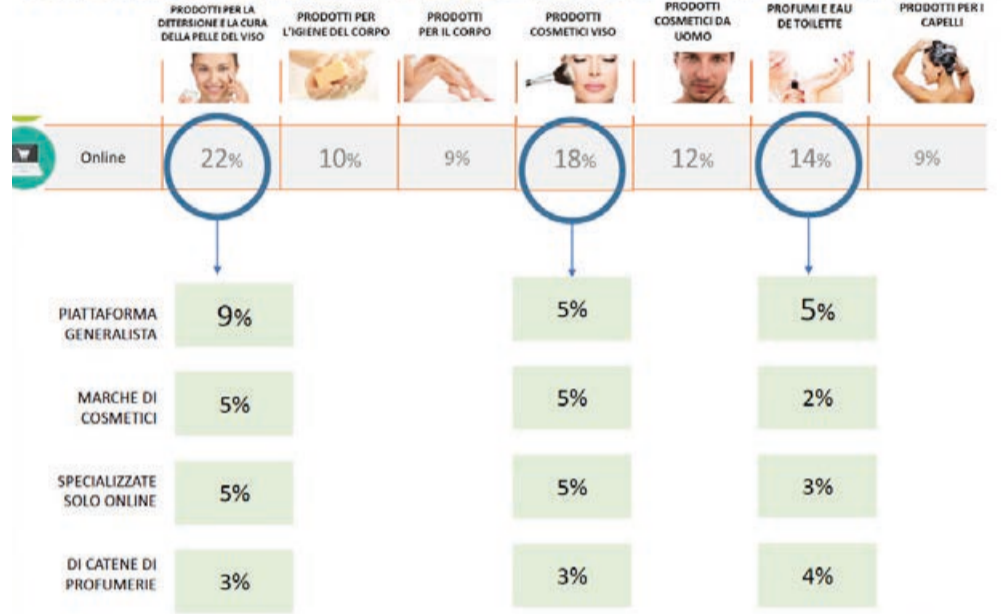 PRODOTTI PER LA
DETERSIONE E LA CURA
DELLA PELLE DEL VISO
PRODOTTI PER
L'IGIENE DEL CORPO
PRODOTTI
PER IL CORPO
PRODOTTI
COSMETICI VISO
PRODOTTI
COSMETICI DA
UOMO
PROFUMI E EAU
DE TOILETTE
PRODOTTI PER I
CAPELLI
Online 22% 10% 9% 18% 12% 14% 9%
PIATTAFORMA
GENERALISTA
9% 5% 5%
MARCHE DI
COSMETICI
5% 5% 2%
SPECIALIZZATE
SOLO ONLINE
5% 5% 3%
DI CATENE DI
PROFUMERIE
3% 3% 4%